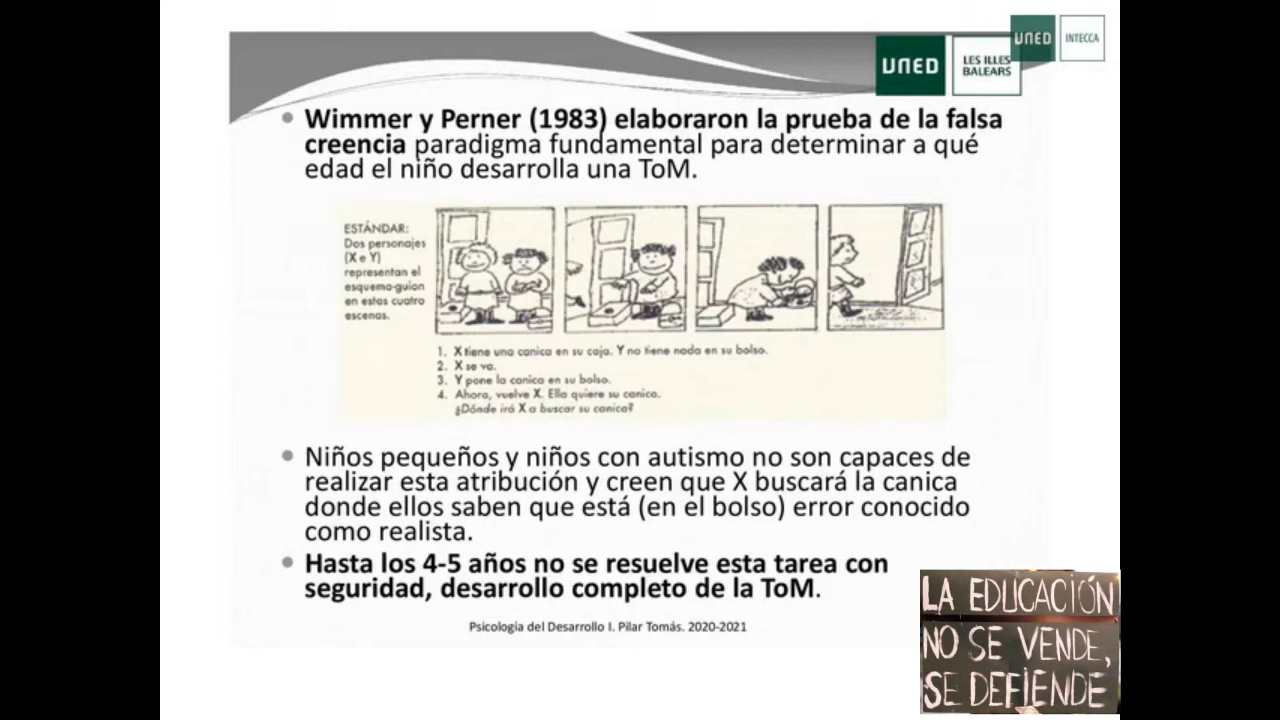 UNED
INTECCA
UNED
LES ILLES
BALEARS
• Wimmer y Perner (1983) elaboraron la prueba de la falsa
creencia paradigma fundamental para determinar a qué
edad el niño desarrolla una ToM.
ESTÁNDAR:
Dos personajes
(X e Y)
representan el
esquema-guion
en estas cuatro
escenas.
1. X tiene una canica en su caja. Y no tiene nada en su bolso.
2. X se va.
3. Y pone la canica en su bolso.
4. Ahora, vuelve X. Ella quiere su canica.
¿Dónde irá X a buscar su canica?
• Niños pequeños y niños con autismo no son capaces de
realizar esta atribución y creen que X buscará la canica
donde ellos saben que está (en el bolso) error conocido
como realista.
• Hasta los 4-5 años no se resuelve esta tarea con
seguridad, desarrollo completo de la ToM.
Psicología del Desarrollo I. Pilar Tomás. 2020-2021
LA EDUCACIÓN
NO SE VENDE,
SE DEFIENDE